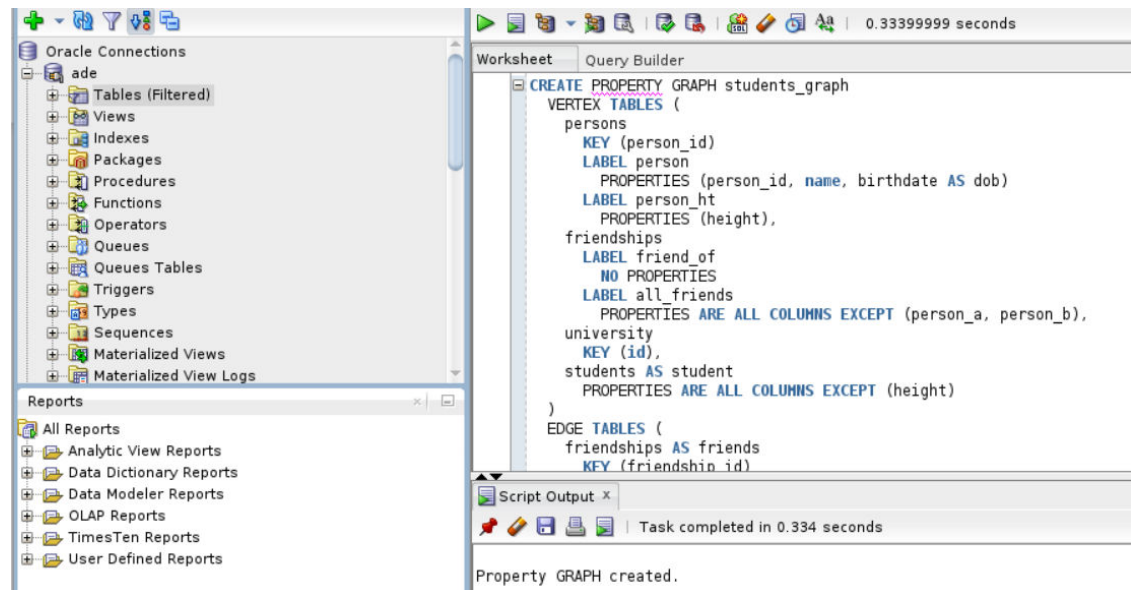 Oracle Connections
ade
Tables (Filtered)
Views
Indexes
Packages
Procedures
Functions
Operators
Queues
Queues Tables
Triggers
Types
Sequences
Materialized Views
Materialized View Logs
Reports
All Reports
Analytic View Reports
Data Dictionary Reports
Data Modeler Reports
OLAP Reports
TimesTen Reports
User Defined Reports
0.33399999 seconds
Worksheet Query Builder
CREATE PROPERTY GRAPH students_graph
VERTEX TABLES (
persons
KEY (person_id)
LABEL person
PROPERTIES (person_id, name, birthdate AS dob)
LABEL person_ht
PROPERTIES (height),
friendships
LABEL friend_of
NO PROPERTIES
LABEL all_friends
PROPERTIES ARE ALL COLUMNS EXCEPT (person_a, person_b),
university
KEY (id),
students AS student
PROPERTIES ARE ALL COLUMNS EXCEPT (height)
)
EDGE TABLES (
friendships AS friends
KEY (friendship_id)
Script Output
Task completed in 0.334 seconds
Property GRAPH created.